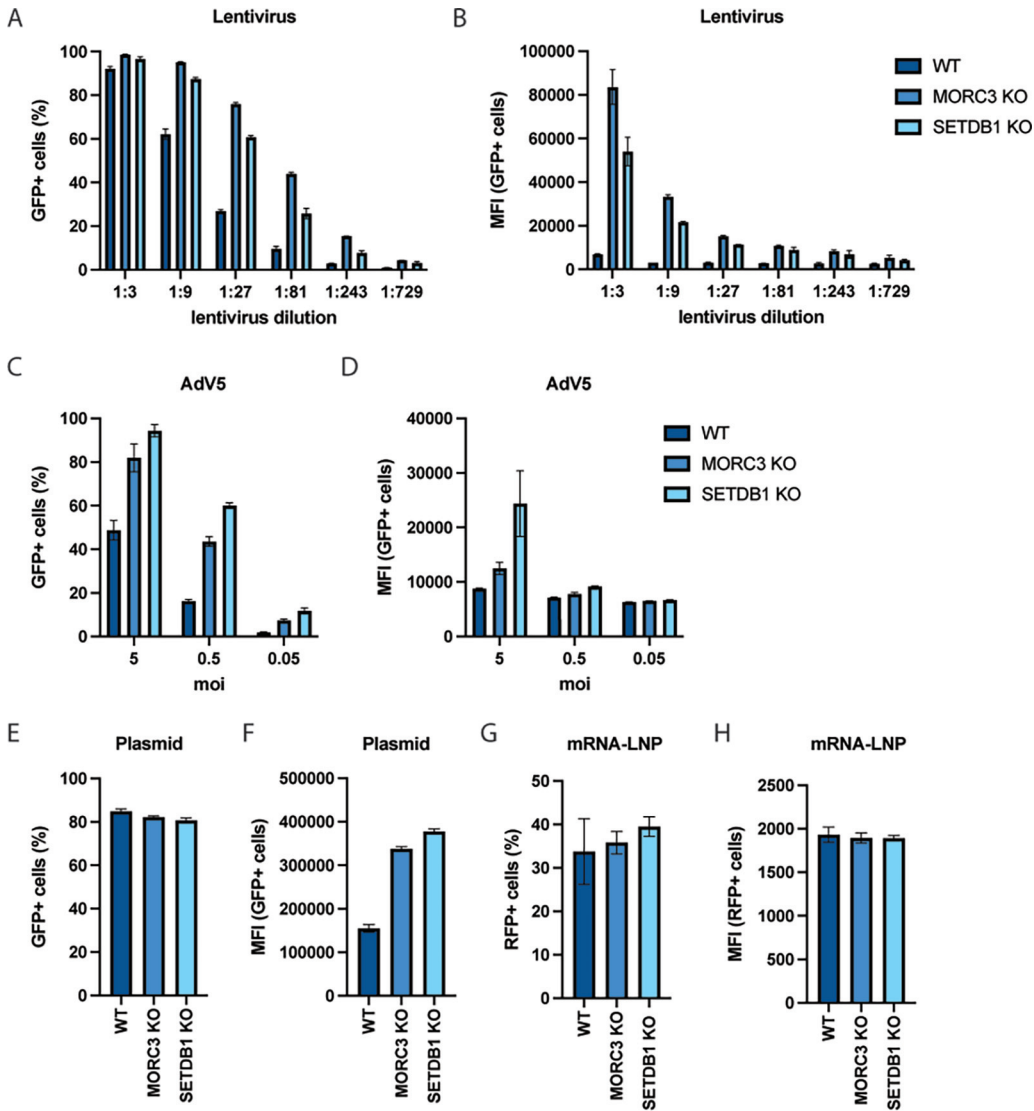 A
Lentivirus
GFP+ cells (%)
100
80
60
40
20
0
1:3 1:9 1:27 1:81 1:243 1:729
lentivirus dilution
B
Lentivirus
MFI (GFP+ cells)
100000
80000
60000
40000
20000
0
1:3 1:9 1:27 1:81 1:243 1:729
lentivirus dilution
WT
MORC3 KO
SETDB1 KO
C
AdV5
GFP+ cells (%)
100
80
60
40
20
0
5 0.5 0.05
moi
D
AdV5
MFI (GFP+ cells)
40000
30000
20000
10000
0
5 0.5 0.05
moi
WT
MORC3 KO
SETDB1 KO
E
Plasmid
GFP+ cells (%)
100
80
60
40
20
0
WT
MORC3 KO
SETDB1 KO
F
Plasmid
MFI (GFP+ cells)
500000
400000
300000
200000
100000
0
WT
MORC3 KO
SETDB1 KO
G
mRNA-LNP
RFP+ cells (%)
50
40
30
20
10
0
WT
MORC3 KO
SETDB1 KO
H
mRNA-LNP
MFI (RFP+ cells)
2500
2000
1500
1000
500
0
WT
MORC3 KO
SETDB1 KO